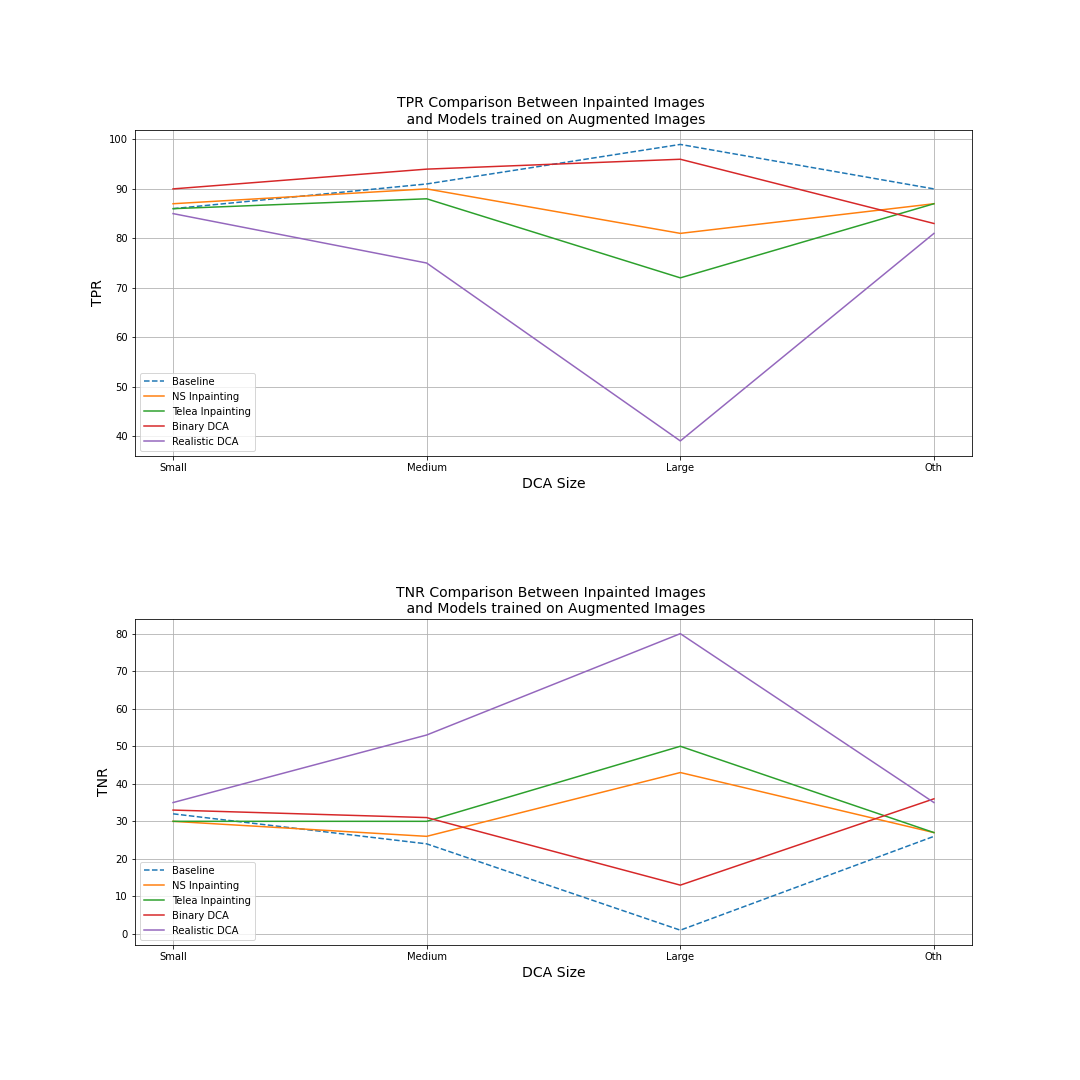 TPR Comparison Between Inpainted Images
and Models trained on Augmented Images
100
90
80
70
60
50
40
TPR
Baseline
NS Inpainting
Telea Inpainting
Binary DCA
Realistic DCA
Small Medium Large Oth
DCA Size
TNR Comparison Between Inpainted Images
and Models trained on Augmented Images
80
70
60
50
40
30
20
10
0
TNR
Baseline
NS Inpainting
Telea Inpainting
Binary DCA
Realistic DCA
Small Medium Large Oth
DCA Size